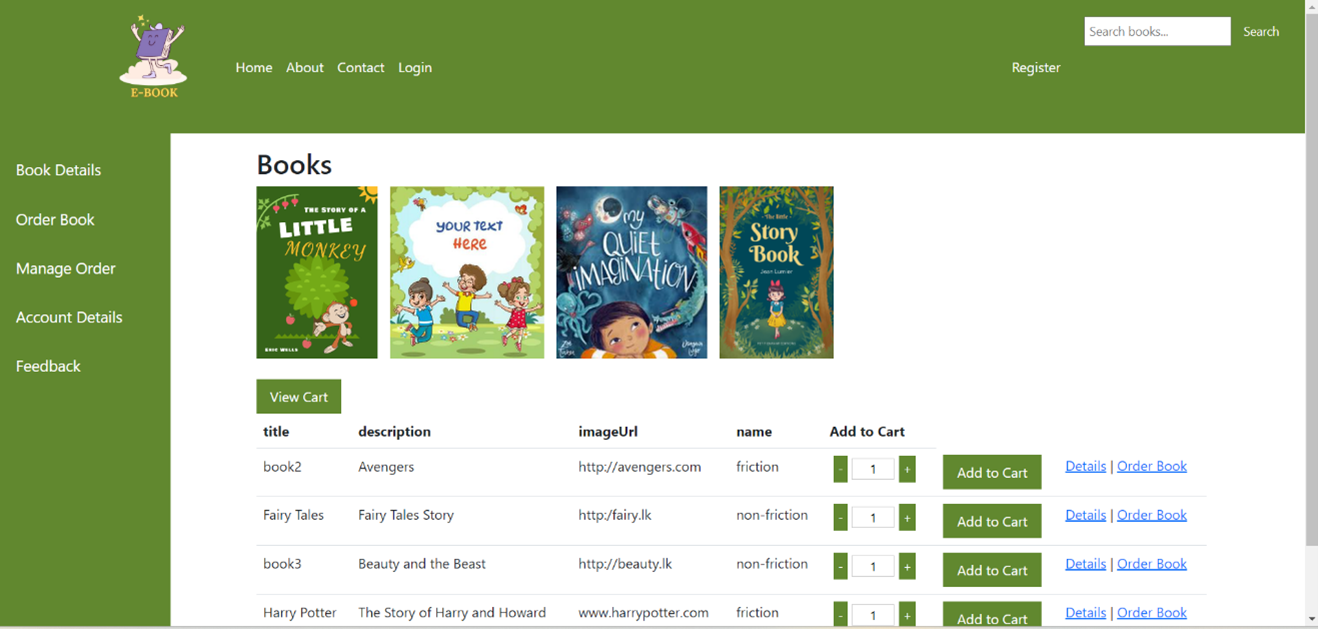 Search books...
Search
E-BOOK
Home About Contact Login
Register
Book Details
Order Book
Manage Order
Account Details
Feedback
Books
THE STORY OF A
LITTLE
MONKEY
ERIC WELLS
YOUR TEXT
HERE
my
QUIET
IMAGINATION
The little
Story
Book
View Cart
title description imageUrl name Add to Cart
book2 Avengers http://avengers.com friction - 1 + Add to Cart Details | Order Book
Fairy Tales Fairy Tales Story http:/fairy.lk non-friction - 1 + Add to Cart Details | Order Book
book3 Beauty and the Beast http://beauty.lk non-friction - 1 + Add to Cart Details | Order Book
Harry Potter The Story of Harry and Howard www.harrypotter.com friction - 1 + Add to Cart Details | Order Book